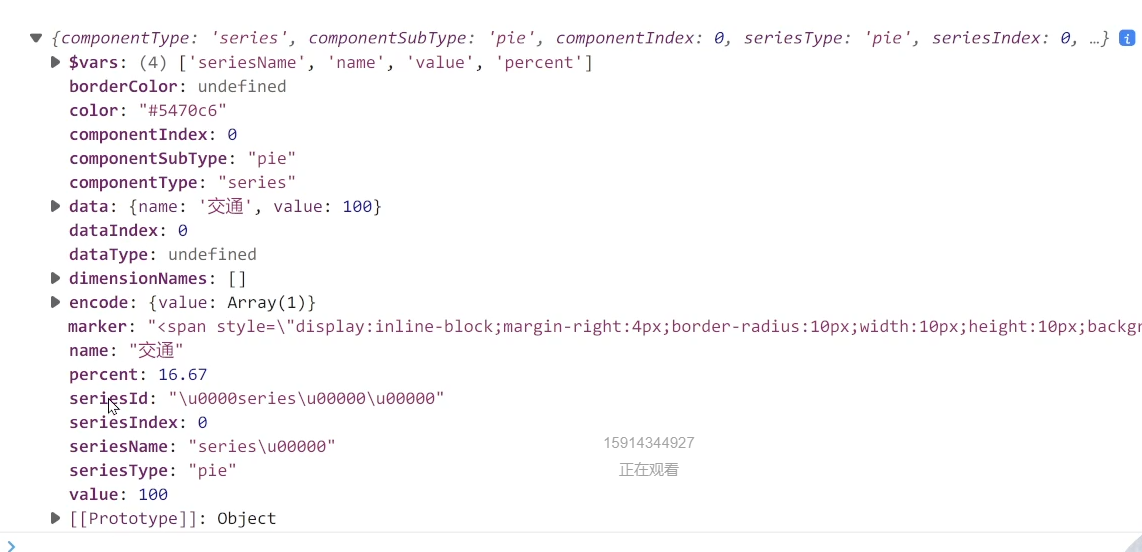 {componentType: 'series', componentSubType: 'pie', componentIndex: 0, seriesType: 'pie', seriesIndex: 0, …}
$vars: (4) ['seriesName', 'name', 'value', 'percent']
borderColor: undefined
color: "#5470c6"
componentIndex: 0
componentSubType: "pie"
componentType: "series"
data: {name: '交通', value: 100}
dataIndex: 0
dataType: undefined
dimensionNames: []
encode: {value: Array(1)}
marker: "<span style=\"display:inline-block;margin-right:4px;border-radius:10px;width:10px;height:10px;backgr
name: "交通"
percent: 16.67
seriesId: "\u0000series\u00000\u00000"
seriesIndex: 0
seriesName: "series\u00000"
seriesType: "pie"
value: 100
[[Prototype]]: Object
15914344927
正在观看